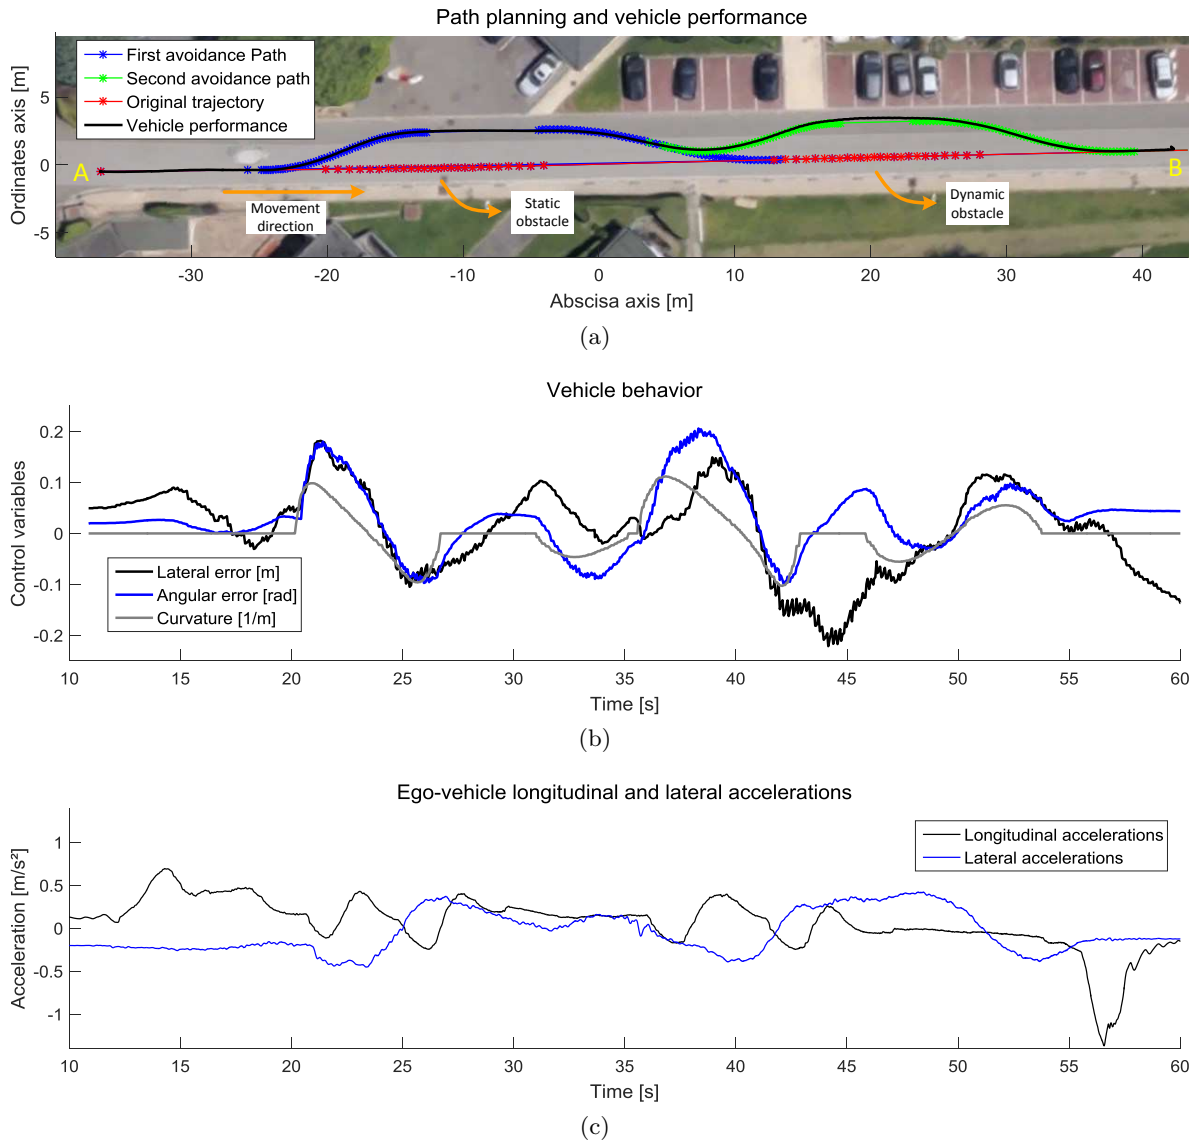 Path planning and vehicle performance
First avoidance Path
Second avoidance path
Original trajectory
Vehicle performance
Ordinates axis [m]
5
0
-5
A
B
Movement
direction
Static
obstacle
Dynamic
obstacle
-30
-20
-10
0
10
20
30
40
Abscisa axis [m]
(a)
Vehicle behavior
Control variables
0.2
0.1
0
-0.1
-0.2
Lateral error [m]
Angular error [rad]
Curvature [1/m]
10
15
20
25
30
35
40
45
50
55
60
Time [s]
(b)
Ego-vehicle longitudinal and lateral accelerations
Acceleration [m/s²]
1
0.5
0
-0.5
-1
Longitudinal accelerations
Lateral accelerations
10
15
20
25
30
35
40
45
50
55
60
Time [s]
(c)